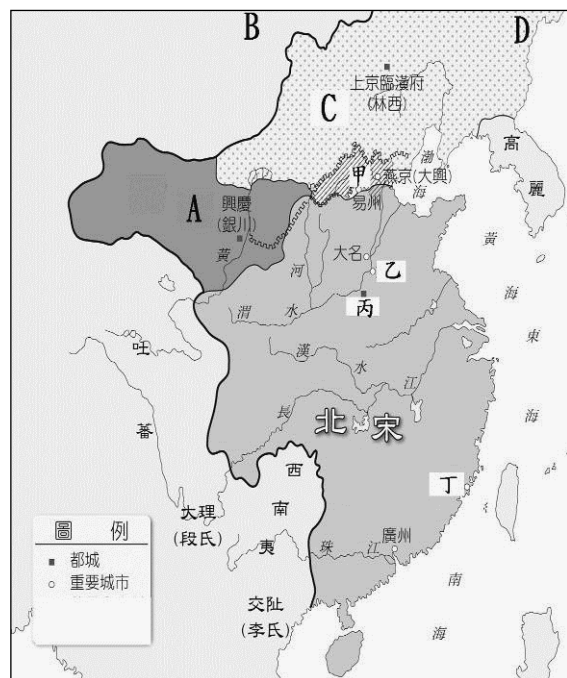 B
D
上京臨潢府
(林西)
C
高
麗
甲
燕京(大興)
渤
海
易州
A
興慶
(銀川)
黃
河
大名
乙
丙
渭
水
黃
海
東
海
吐
蕃
漢
水
長
江
北宋
丁
西
南
夷
大理
(段氏)
珠江
廣州
交阯
(李氏)
南
海
圖例
■都城
○重要城市